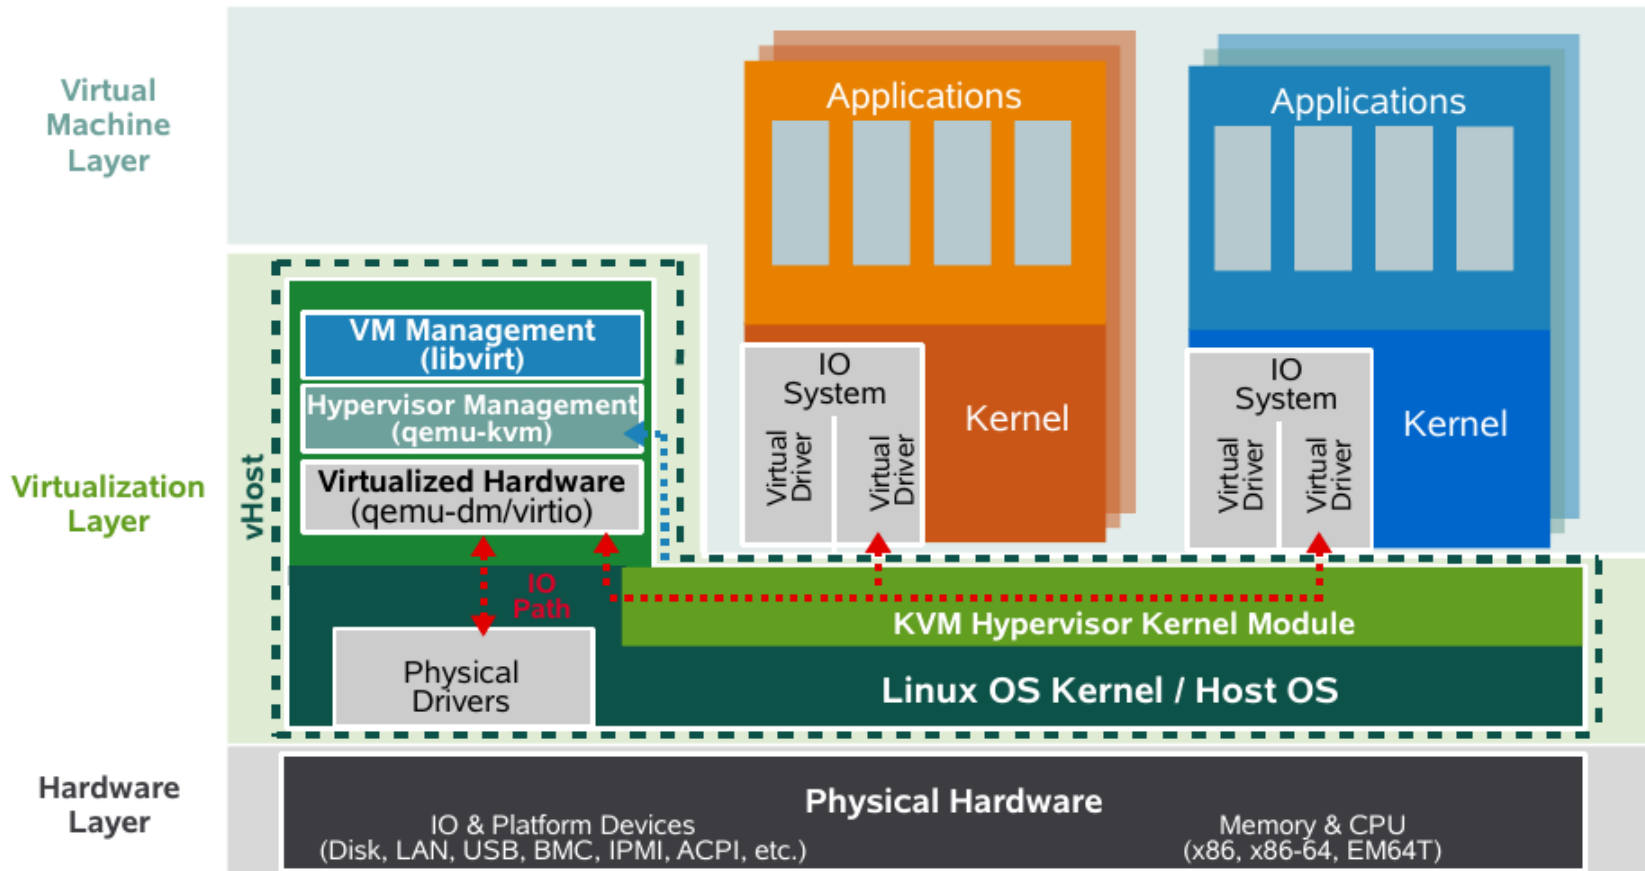 Virtual
Machine
Layer
Applications
Applications
VM Management
(libvirt)
Hypervisor Management
(qemu-kvm)
Virtualized Hardware
(qemu-dm/virtio)
vHost
IO
System
Virtual
Driver
Virtual
Driver
Kernel
IO
System
Virtual
Driver
Virtual
Driver
Kernel
Virtualization
Layer
IO
Path
KVM Hypervisor Kernel Module
Physical
Drivers
Linux OS Kernel / Host OS
Hardware
Layer
Physical Hardware
IO & Platform Devices
(Disk, LAN, USB, BMC, IPMI, ACPI, etc.)
Memory & CPU
(x86, x86-64, EM64T)